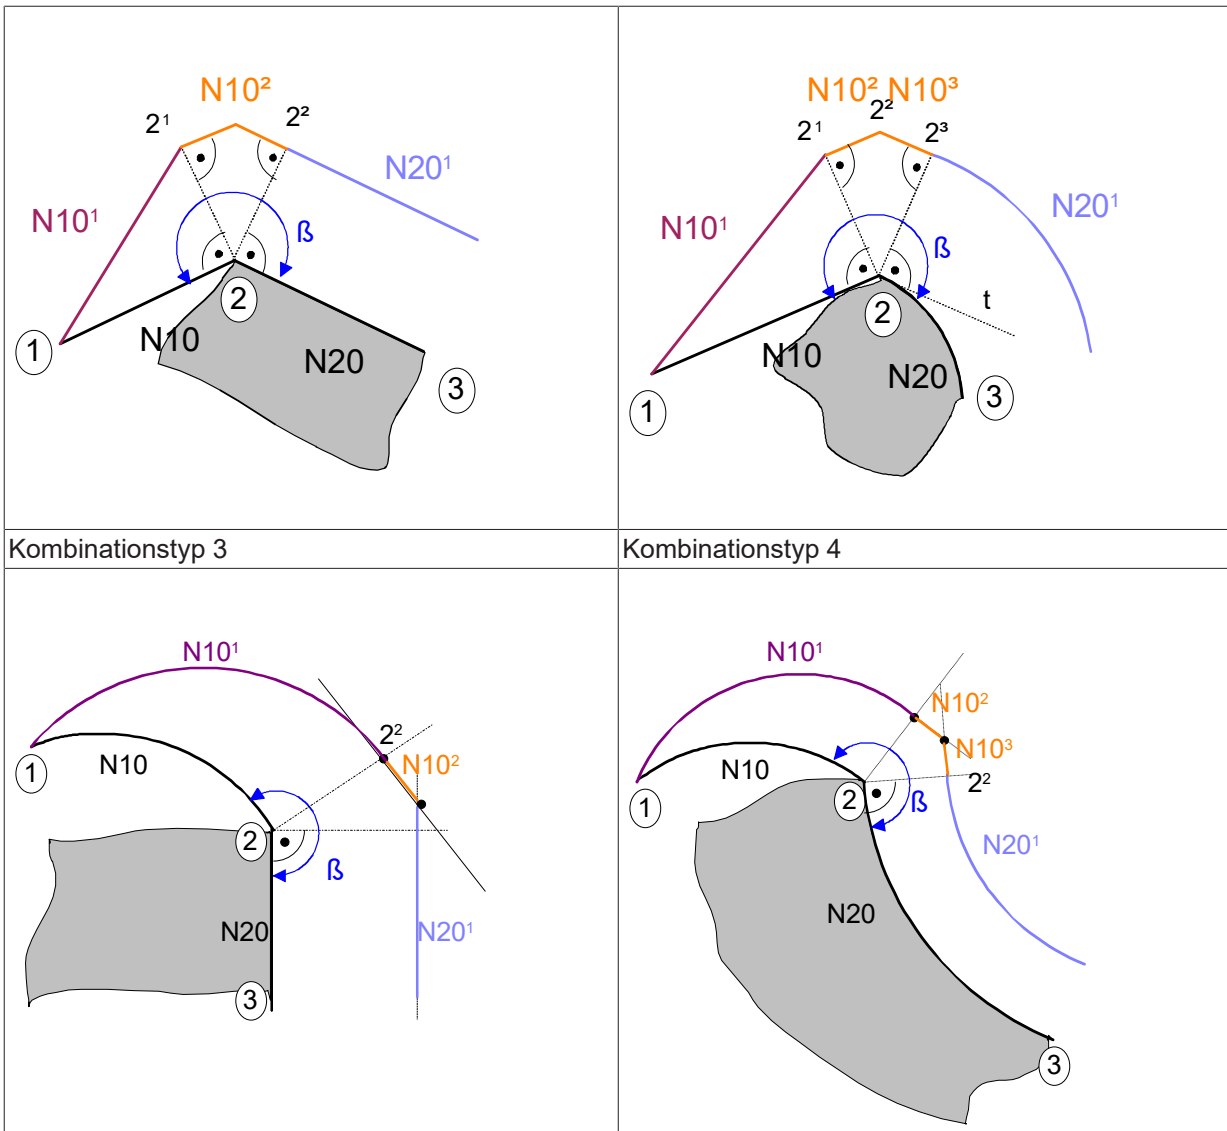 N10²
2¹ 2²
N20¹
N10¹
ß
2
1
N10
N20
3
N10² N10³
2²
2¹ 2³
N20¹
N10¹
ß
t
2
N10
N20
1
3
Kombinationstyp 3
Kombinationstyp 4
N10¹
2²
N10²
1
N10
2
ß
N20
N20¹
3
N10¹
N10²
N10³
N10
1
2
2²
ß
N20¹
N20
3